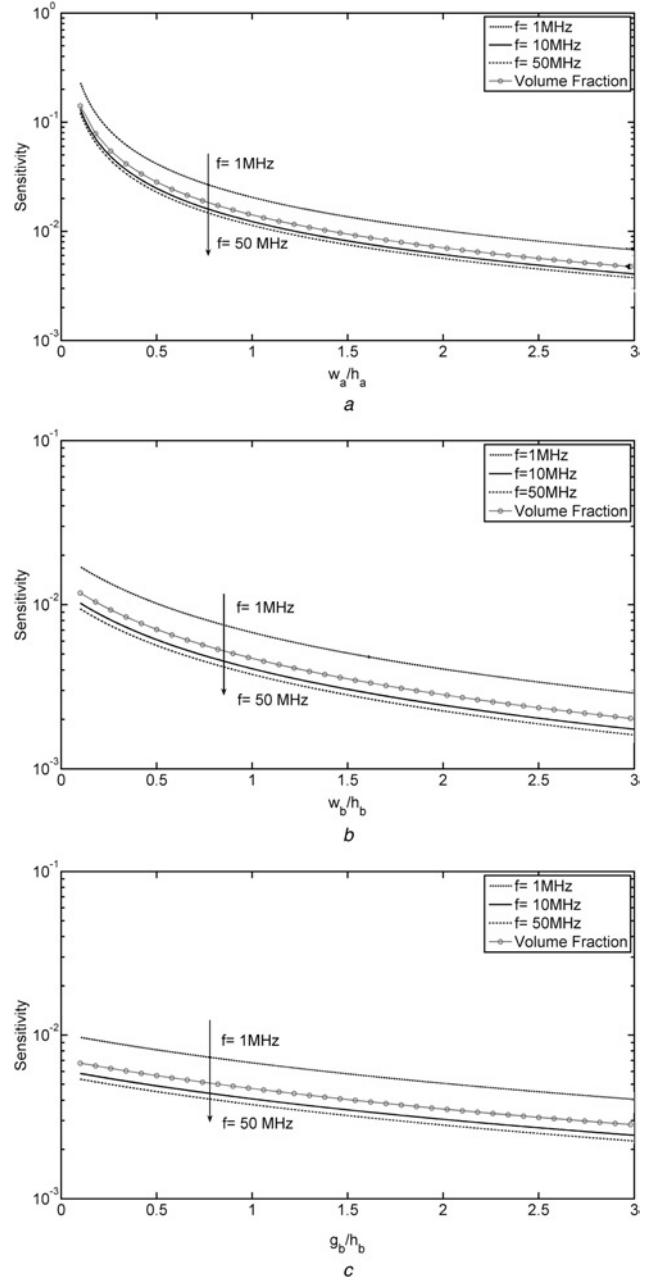 10^0
10^-1
10^-2
10^-3
Sensitivity
f= 1MHz
f= 10MHz
f= 50MHz
Volume Fraction
f= 1MHz
f= 50 MHz
0 0.5 1 1.5 2 2.5 3
w_a/h_a
a
10^-1
10^-2
10^-3
Sensitivity
f=1MHz
f=10MHz
f=50MHz
Volume Fraction
f= 1MHz
f= 50 MHz
0 0.5 1 1.5 2 2.5 3
w_b/h_b
b
10^-1
10^-2
10^-3
Sensitivity
f= 1MHz
f= 10MHz
f= 50MHz
Volume Fraction
f= 1MHz
f= 50 MHz
0 0.5 1 1.5 2 2.5 3
g_b/h_b
c